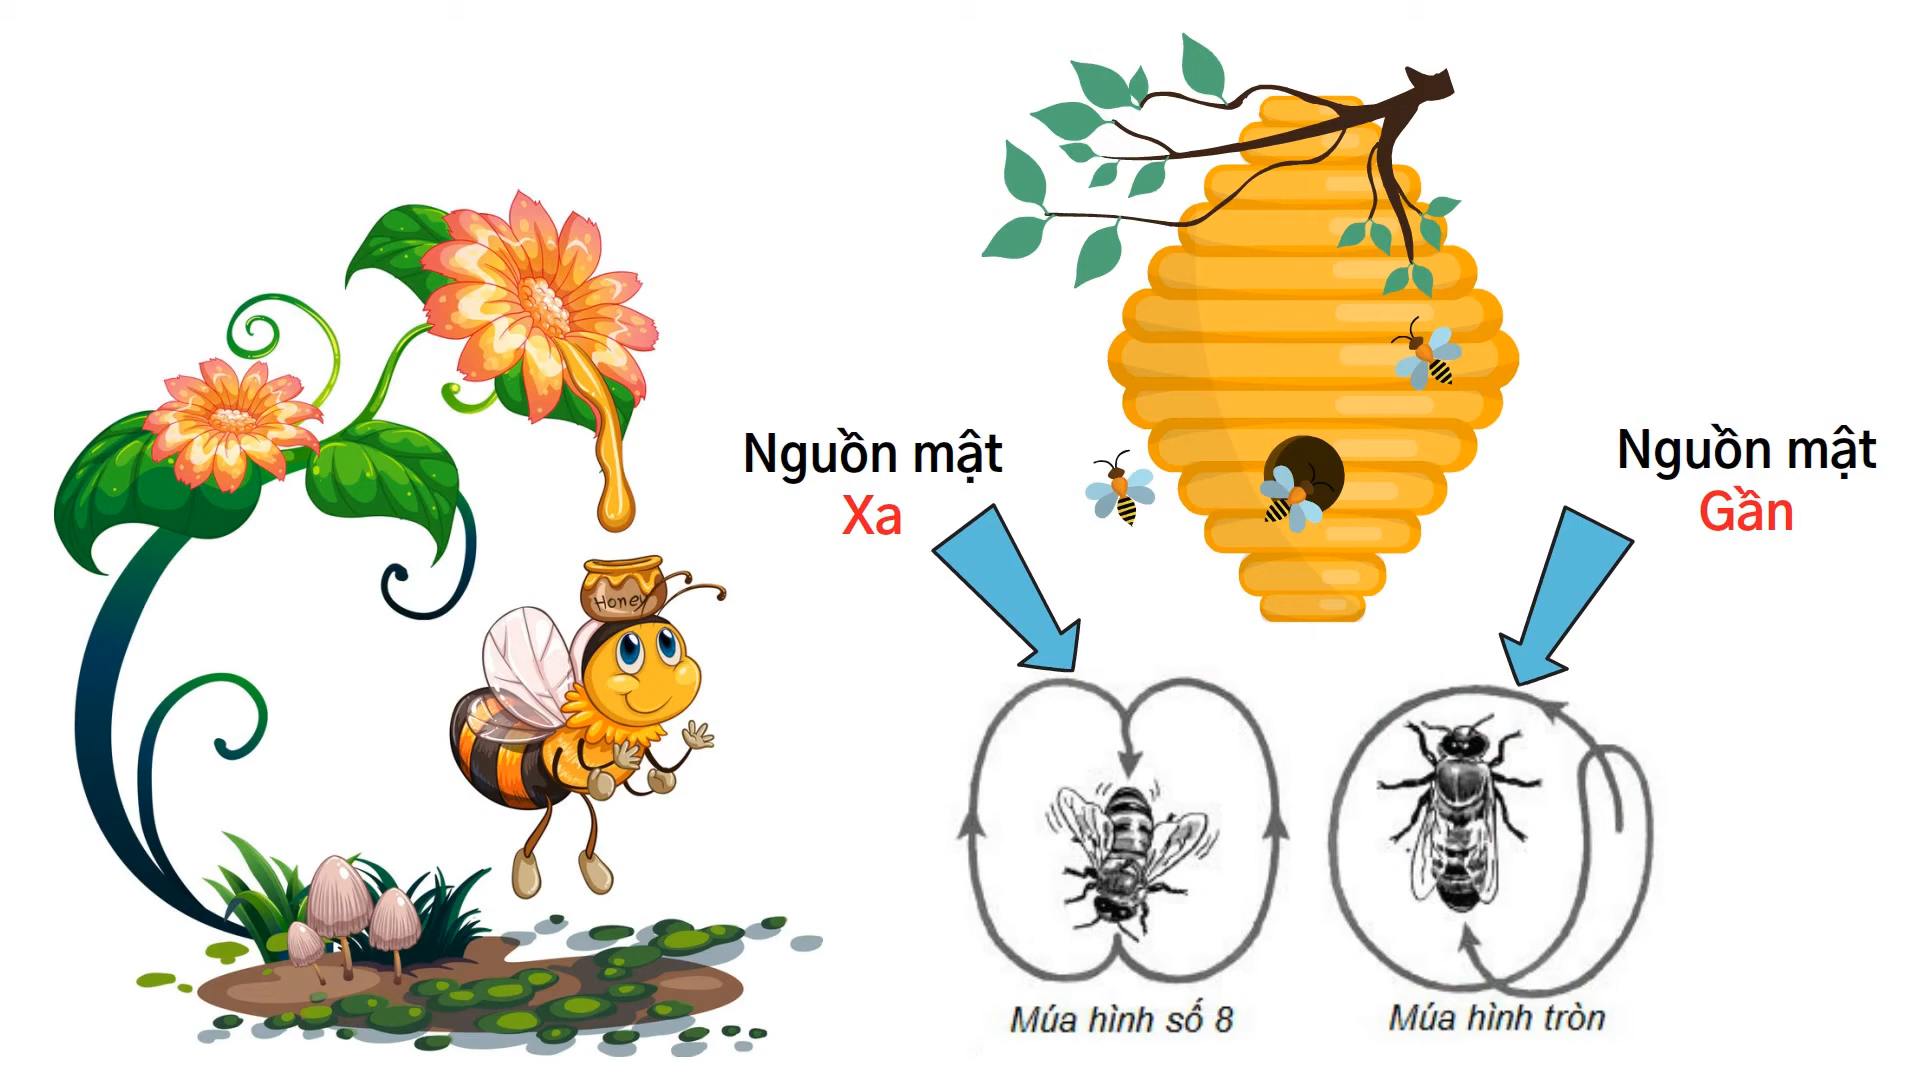 Nguồn mật
Xa
Nguồn mật
Gần
Honey
Múa hình số 8
Múa hình tròn